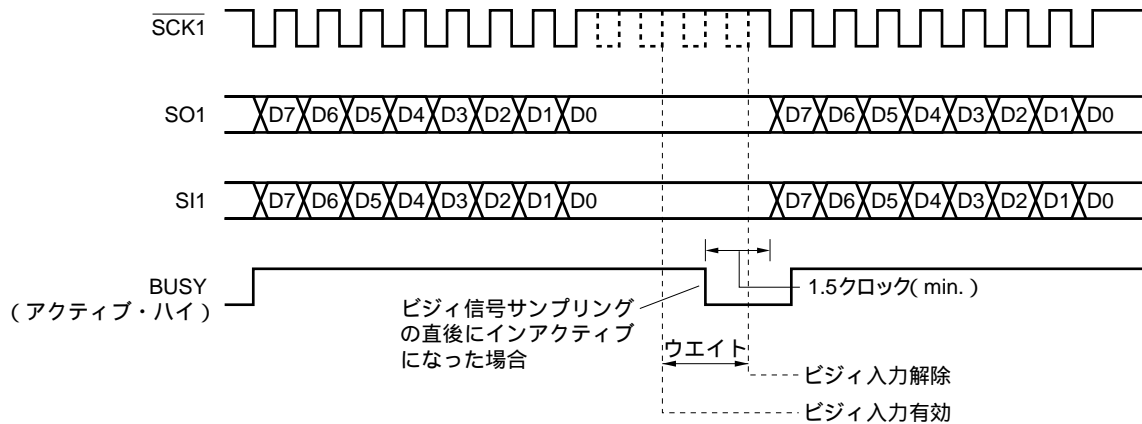 SCK1
SO1 D7 D6 D5 D4 D3 D2 D1 D0 D7 D6 D5 D4 D3 D2 D1 D0
SI1 D7 D6 D5 D4 D3 D2 D1 D0 D7 D6 D5 D4 D3 D2 D1 D0
BUSY
(アクティブ・ハイ)
1.5クロック(min.)
ビジィ信号サンプリング
の直後にインアクティブ
になった場合
ウエイト
ビジィ入力解除
ビジィ入力有効